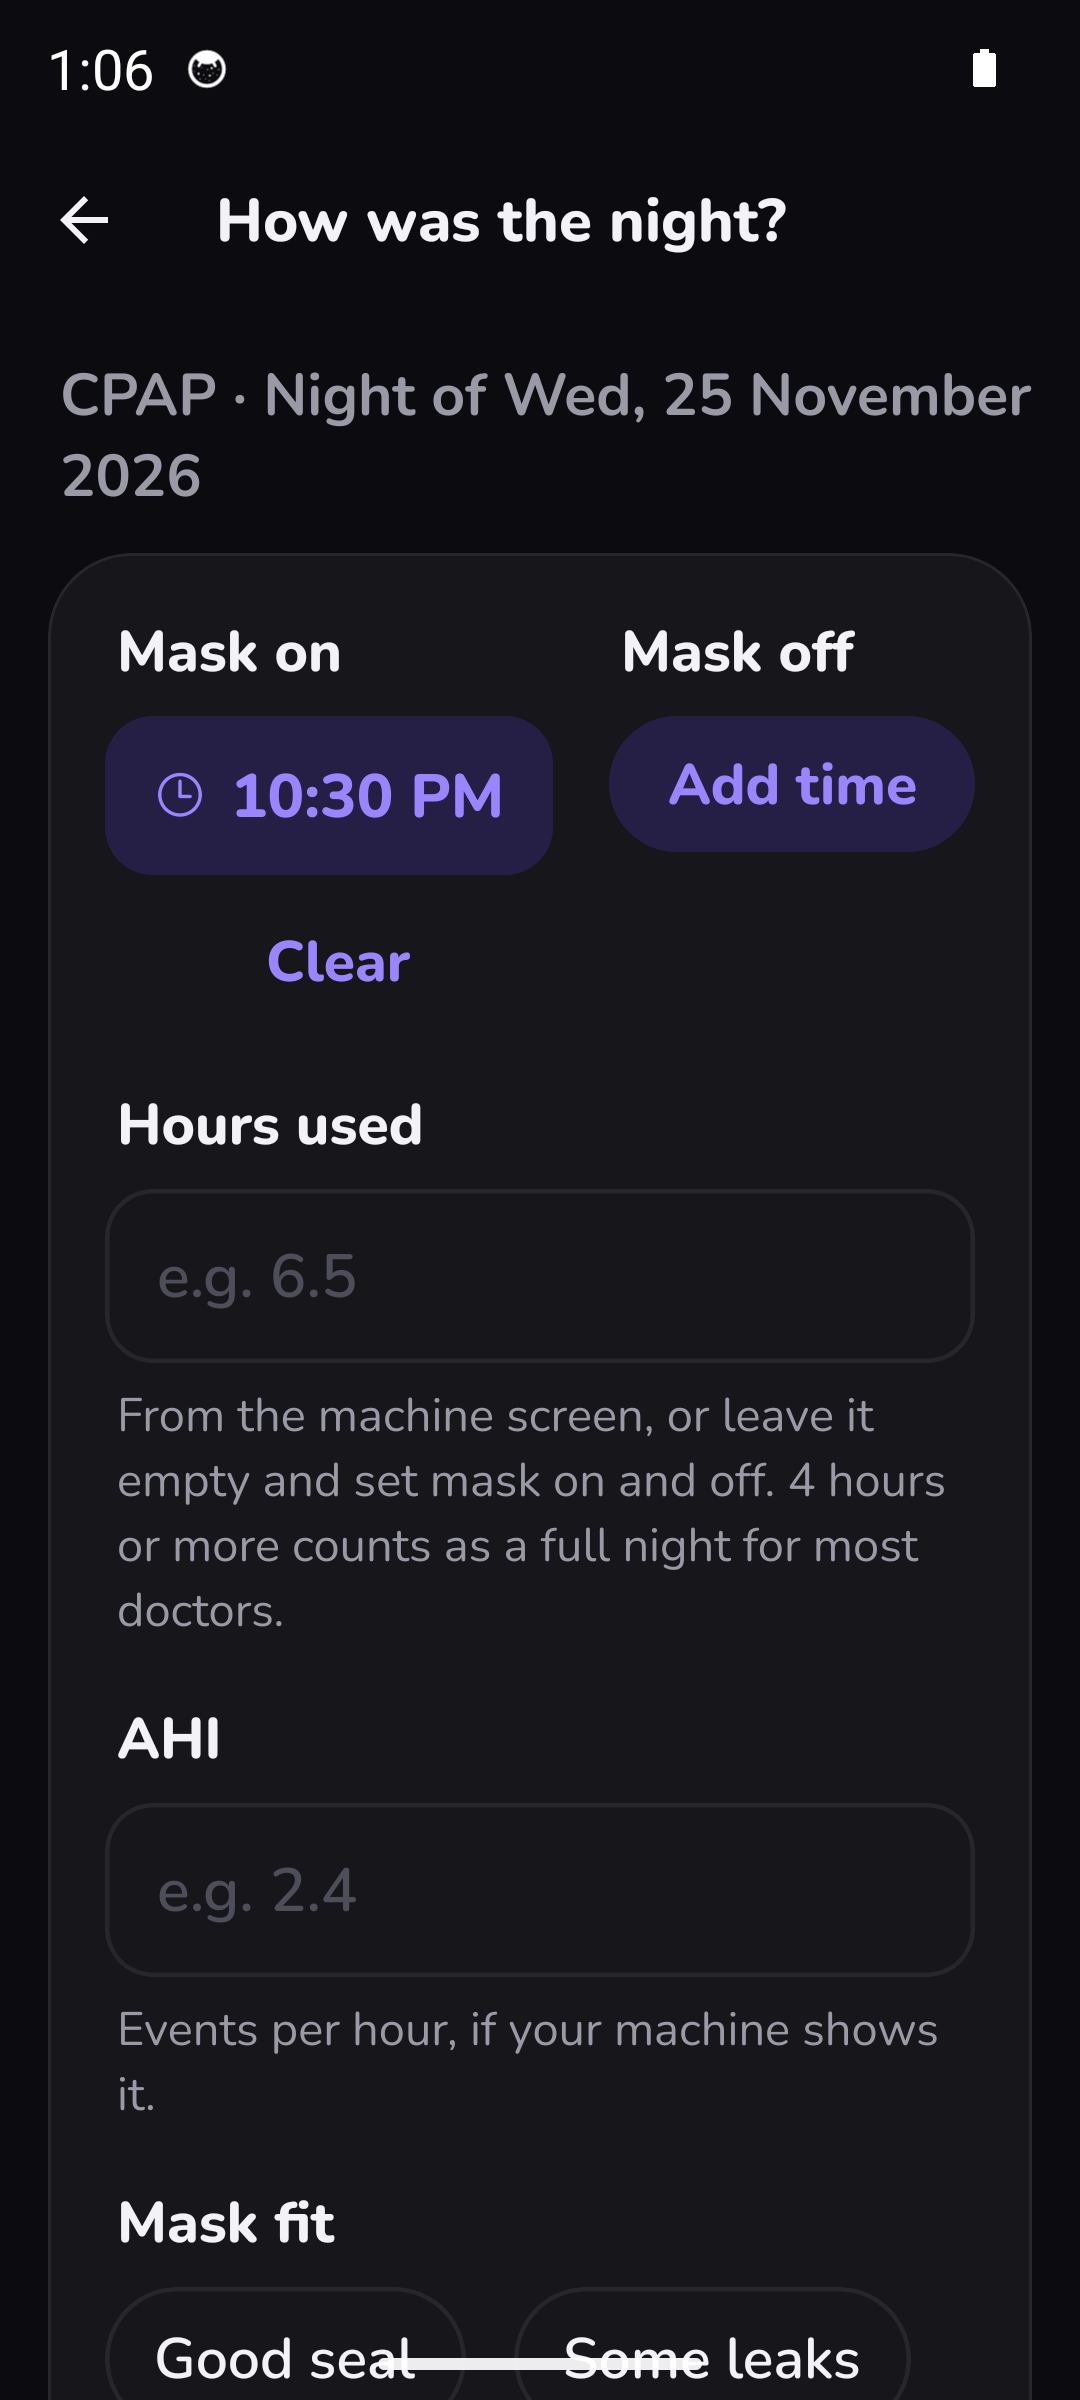 1:06
How was the night?
CPAP · Night of Wed, 25 November
2026
Mask on
Mask off
10:30 PM
Add time
Clear
Hours used
e.g. 6.5
From the machine screen, or leave it
empty and set mask on and off. 4 hours
or more counts as a full night for most
doctors.
AHI
e.g. 2.4
Events per hour, if your machine shows
it.
Mask fit
Good seal
Some leaks